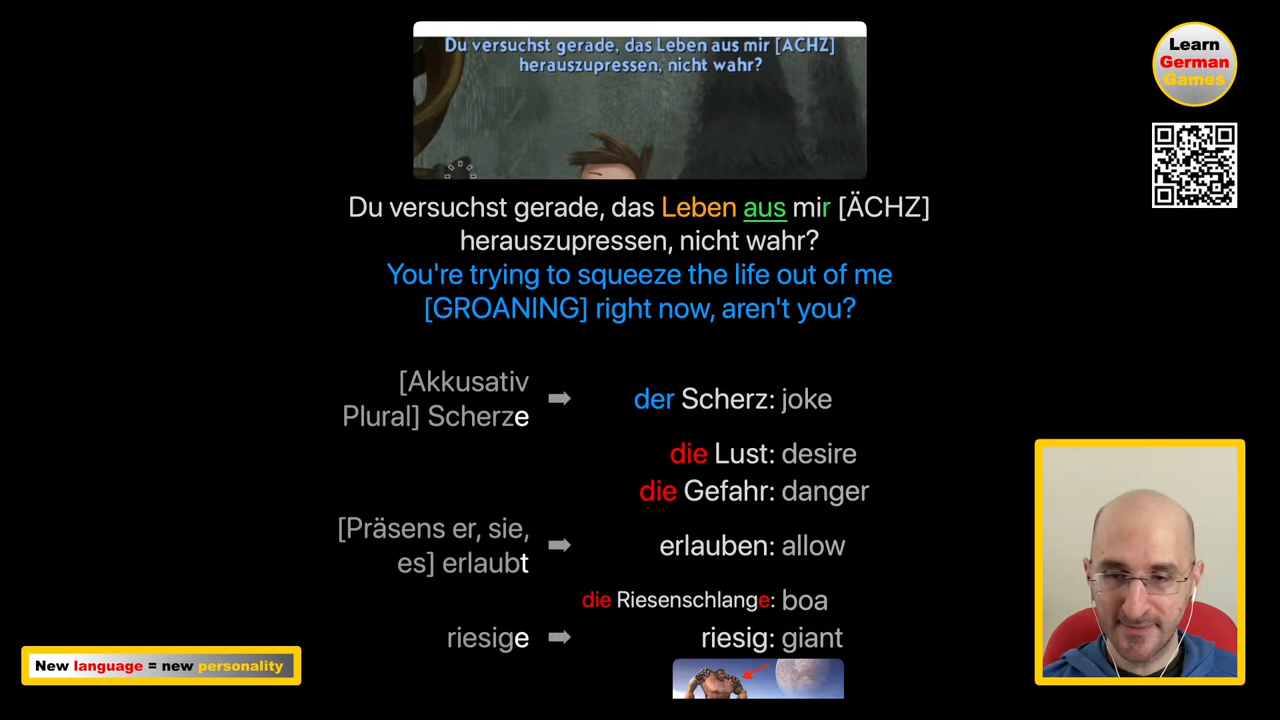 Du versuchst gerade, das Leben aus mir [ÄCHZ]
herauszupressen, nicht wahr?
Learn
German
Games
Du versuchst gerade, das Leben aus mir [ÄCHZ]
herauszupressen, nicht wahr?
You're trying to squeeze the life out of me
[GROANING] right now, aren't you?
[Akkusativ
Plural] Scherze ➡ der Scherz: joke
die Lust: desire
die Gefahr: danger
[Präsens er, sie,
es] erlaubt ➡ erlauben: allow
die Riesenschlange: boa
riesige ➡ riesig: giant
New language = new personality